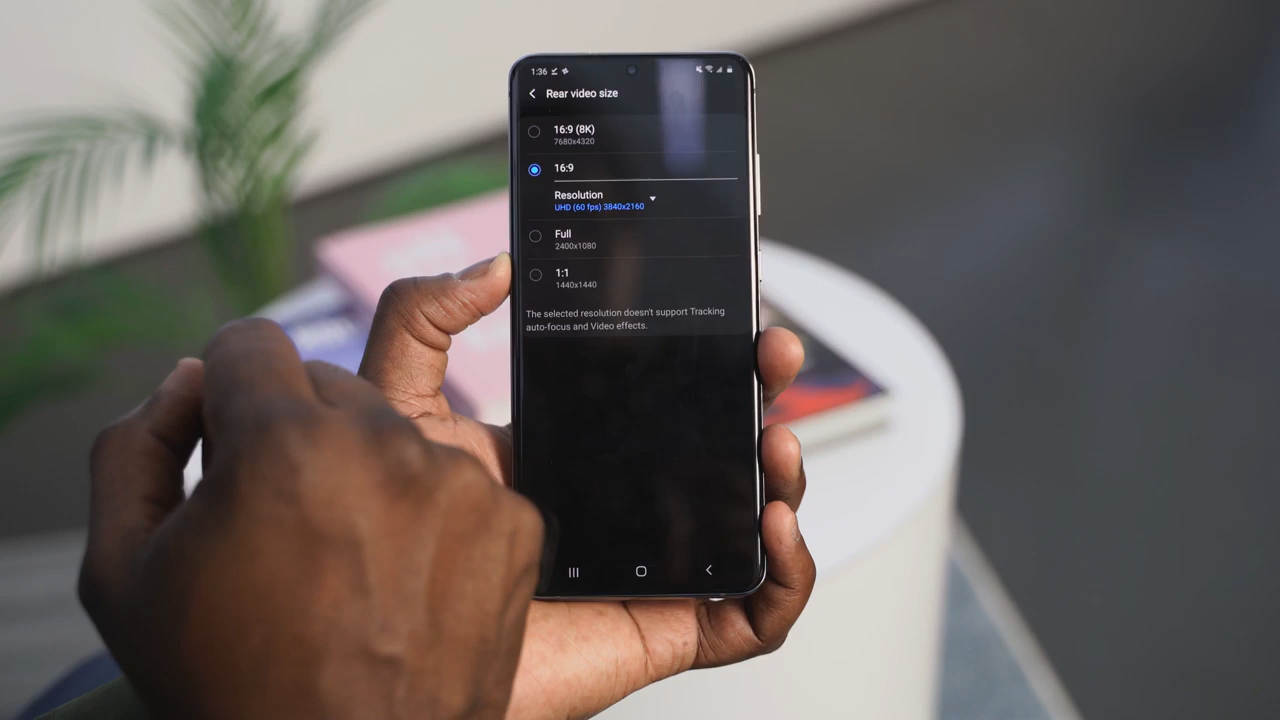 1:36
Rear video size
16:9 (8K)
7680x4320
16:9
Resolution
UHD (60 fps) 3840x2160
Full
2400x1080
1:1
1440x1440
The selected resolution doesn't support Tracking
auto-focus and Video effects.